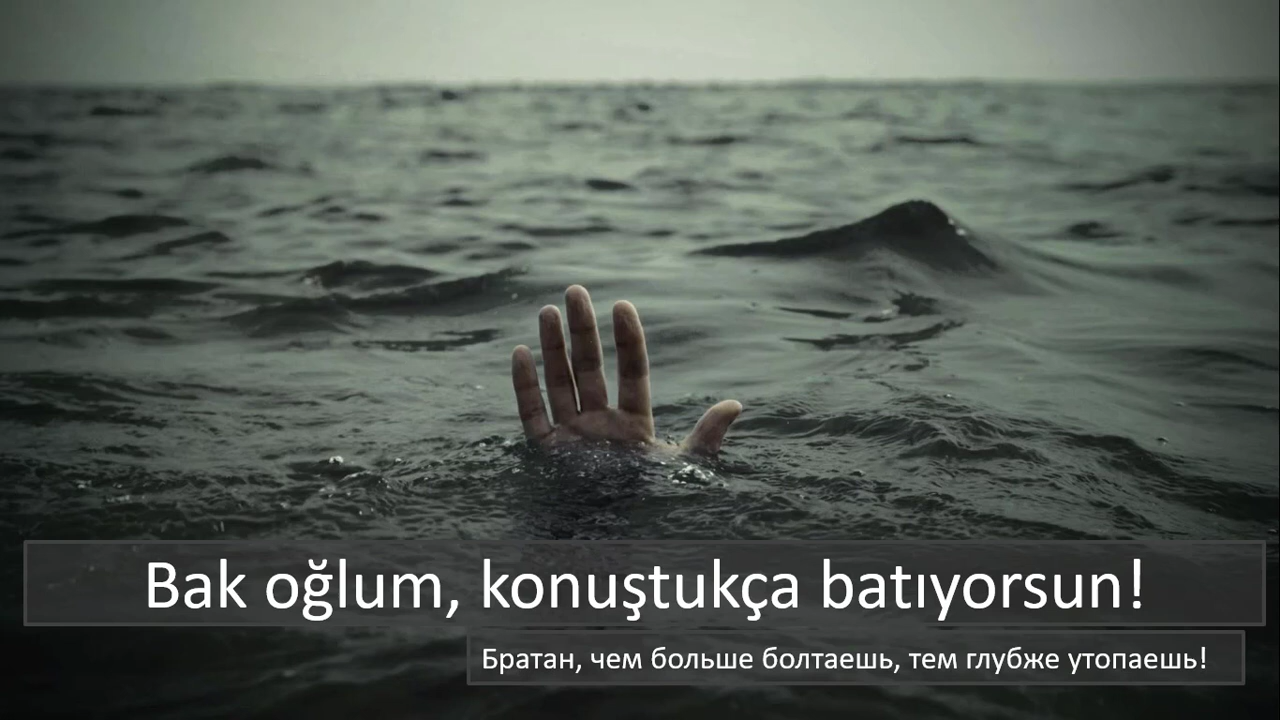 Bak oğlum, konuştukça batıyorsun!
Братан, чем больше болтаешь, тем глубже утопаешь!